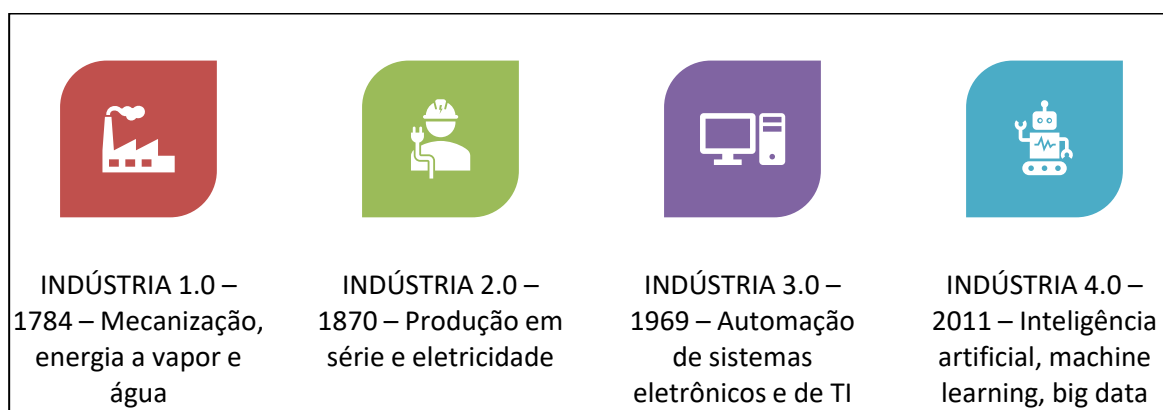 INDÚSTRIA 1.0 –
1784 – Mecanização,
energia a vapor e
água
INDÚSTRIA 2.0 –
1870 – Produção em
série e eletricidade
INDÚSTRIA 3.0 –
1969 – Automação
de sistemas
eletrônicos e de TI
INDÚSTRIA 4.0 –
2011 – Inteligência
artificial, machine
learning, big data